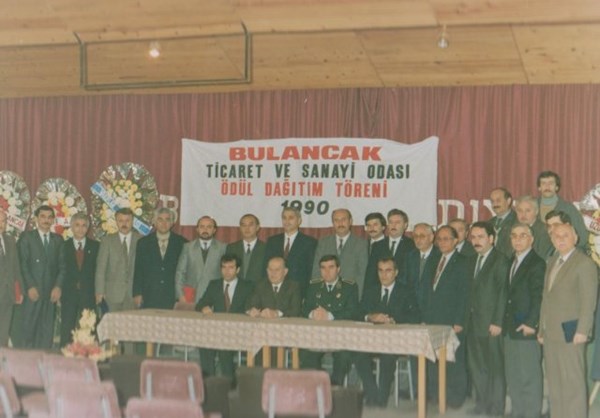 BULANCAK
TİCARET VE SANAYİ ODASI
ÖDÜL DAĞITIM TÖRENİ
1990